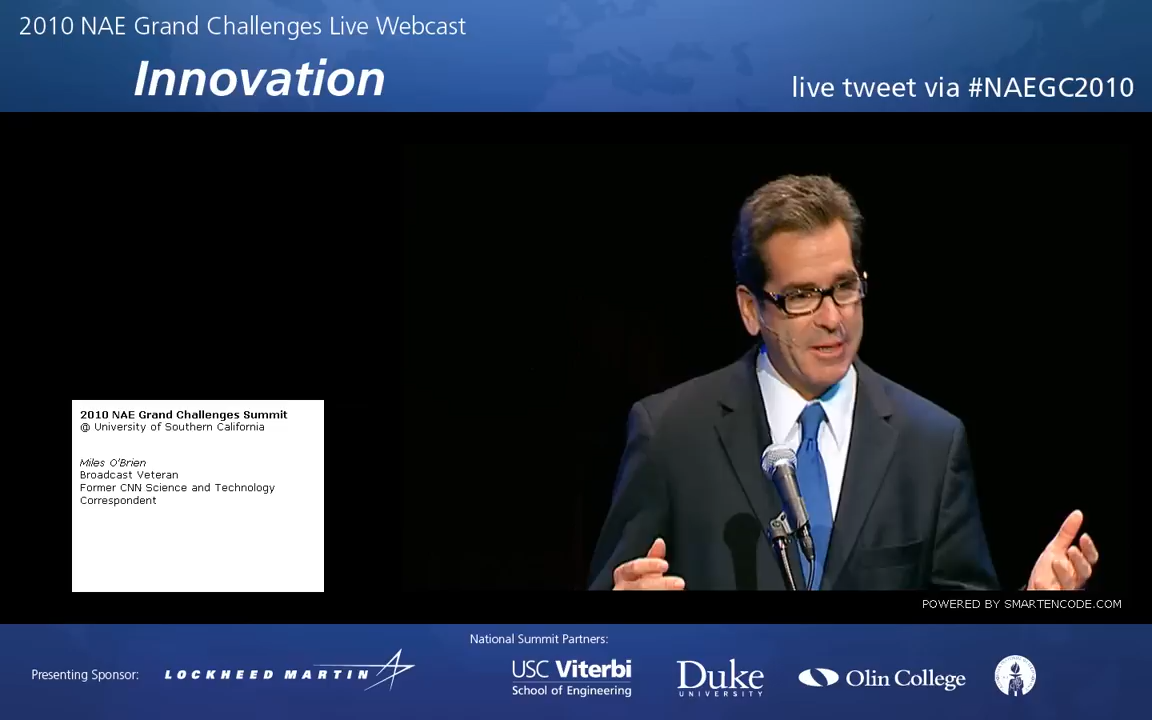 2010 NAE Grand Challenges Live Webcast
Innovation
live tweet via #NAEGC2010
2010 NAE Grand Challenges Summit
@ University of Southern California
Miles O'Brien
Broadcast Veteran
Former CNN Science and Technology
Correspondent
POWERED BY SMARTENCODE.COM
National Summit Partners:
Presenting Sponsor:
LOCKHEED MARTIN
USC Viterbi
School of Engineering
Duke
UNIVERSITY
Olin College